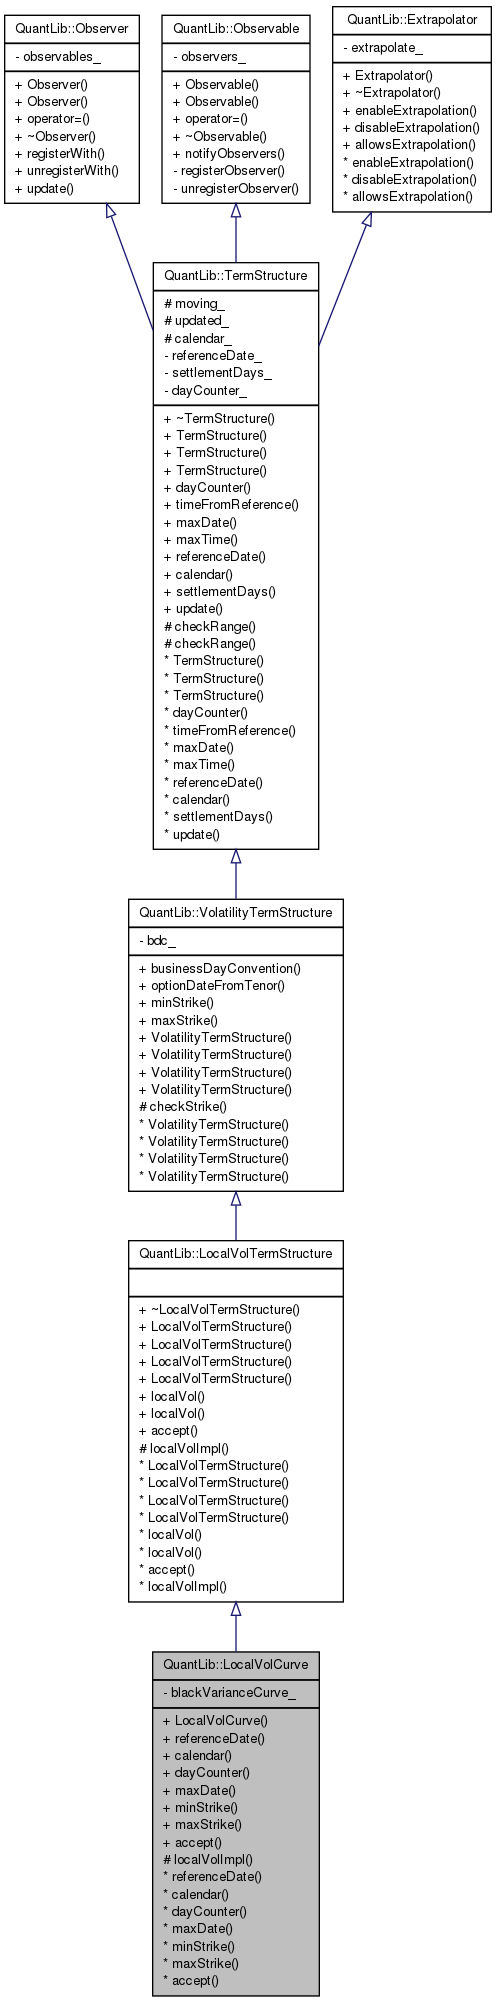 QuantLib::Observer
- observables_
+ Observer()
+ Observer()
+ operator=()
+ ~Observer()
+ registerWith()
+ unregisterWith()
+ update()
QuantLib::Observable
- observers_
+ Observable()
+ Observable()
+ operator=()
+ ~Observable()
+ notifyObservers()
- registerObserver()
- unregisterObserver()
QuantLib::Extrapolator
- extrapolate_
+ Extrapolator()
+ ~Extrapolator()
+ enableExtrapolation()
+ disableExtrapolation()
+ allowsExtrapolation()
* enableExtrapolation()
* disableExtrapolation()
* allowsExtrapolation()
QuantLib::TermStructure
# moving_
# updated_
# calendar_
- referenceDate_
- settlementDays_
- dayCounter_
+ ~TermStructure()
+ TermStructure()
+ TermStructure()
+ TermStructure()
+ dayCounter()
+ timeFromReference()
+ maxDate()
+ maxTime()
+ referenceDate()
+ calendar()
+ settlementDays()
+ update()
# checkRange()
# checkRange()
* TermStructure()
* TermStructure()
* TermStructure()
* dayCounter()
* timeFromReference()
* maxDate()
* maxTime()
* referenceDate()
* calendar()
* settlementDays()
* update()
QuantLib::VolatilityTermStructure
- bdc_
+ businessDayConvention()
+ optionDateFromTenor()
+ minStrike()
+ maxStrike()
+ VolatilityTermStructure()
+ VolatilityTermStructure()
+ VolatilityTermStructure()
+ VolatilityTermStructure()
# checkStrike()
* VolatilityTermStructure()
* VolatilityTermStructure()
* VolatilityTermStructure()
* VolatilityTermStructure()
QuantLib::LocalVolTermStructure
+ ~LocalVolTermStructure()
+ LocalVolTermStructure()
+ LocalVolTermStructure()
+ LocalVolTermStructure()
+ LocalVolTermStructure()
+ localVol()
+ localVol()
+ accept()
# localVolImpl()
* LocalVolTermStructure()
* LocalVolTermStructure()
* LocalVolTermStructure()
* LocalVolTermStructure()
* localVol()
* localVol()
* accept()
* localVolImpl()
QuantLib::LocalVolCurve
- blackVarianceCurve_
+ LocalVolCurve()
+ referenceDate()
+ calendar()
+ dayCounter()
+ maxDate()
+ minStrike()
+ maxStrike()
+ accept()
# localVolImpl()
* referenceDate()
* calendar()
* dayCounter()
* maxDate()
* minStrike()
* maxStrike()
* accept()